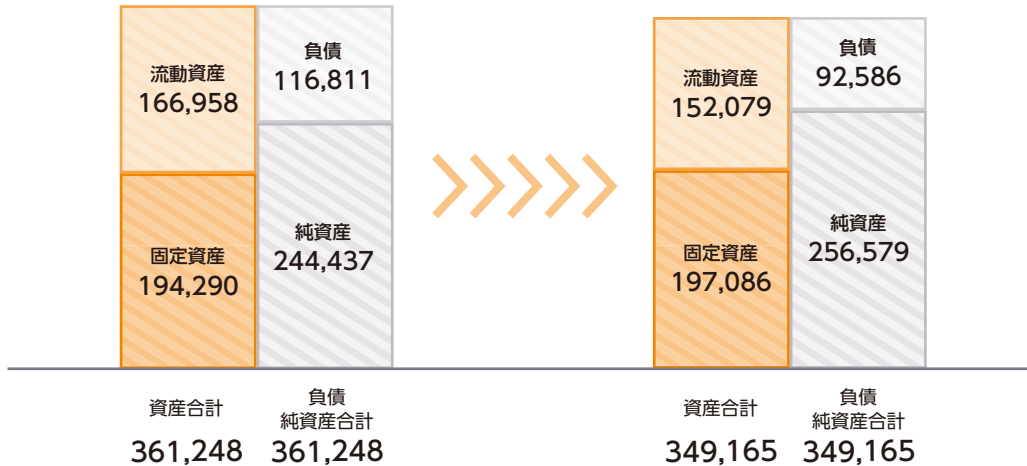 流動資産
166,958
負債
116,811
固定資産
194,290
純資産
244,437
資産合計
361,248
負債
純資産合計
361,248
流動資産
152,079
負債
92,586
固定資産
197,086
純資産
256,579
資産合計
349,165
負債
純資産合計
349,165